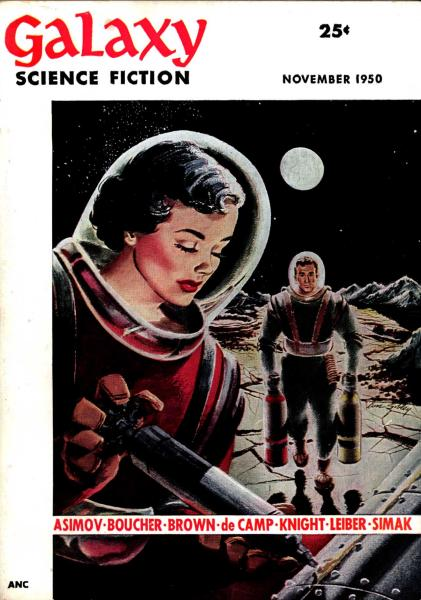 Galaxy
SCIENCE FICTION
25¢
NOVEMBER 1950
ASIMOV·BOUCHER·BROWN·de CAMP·KNIGHT·LEIBER·SIMAK
ANC